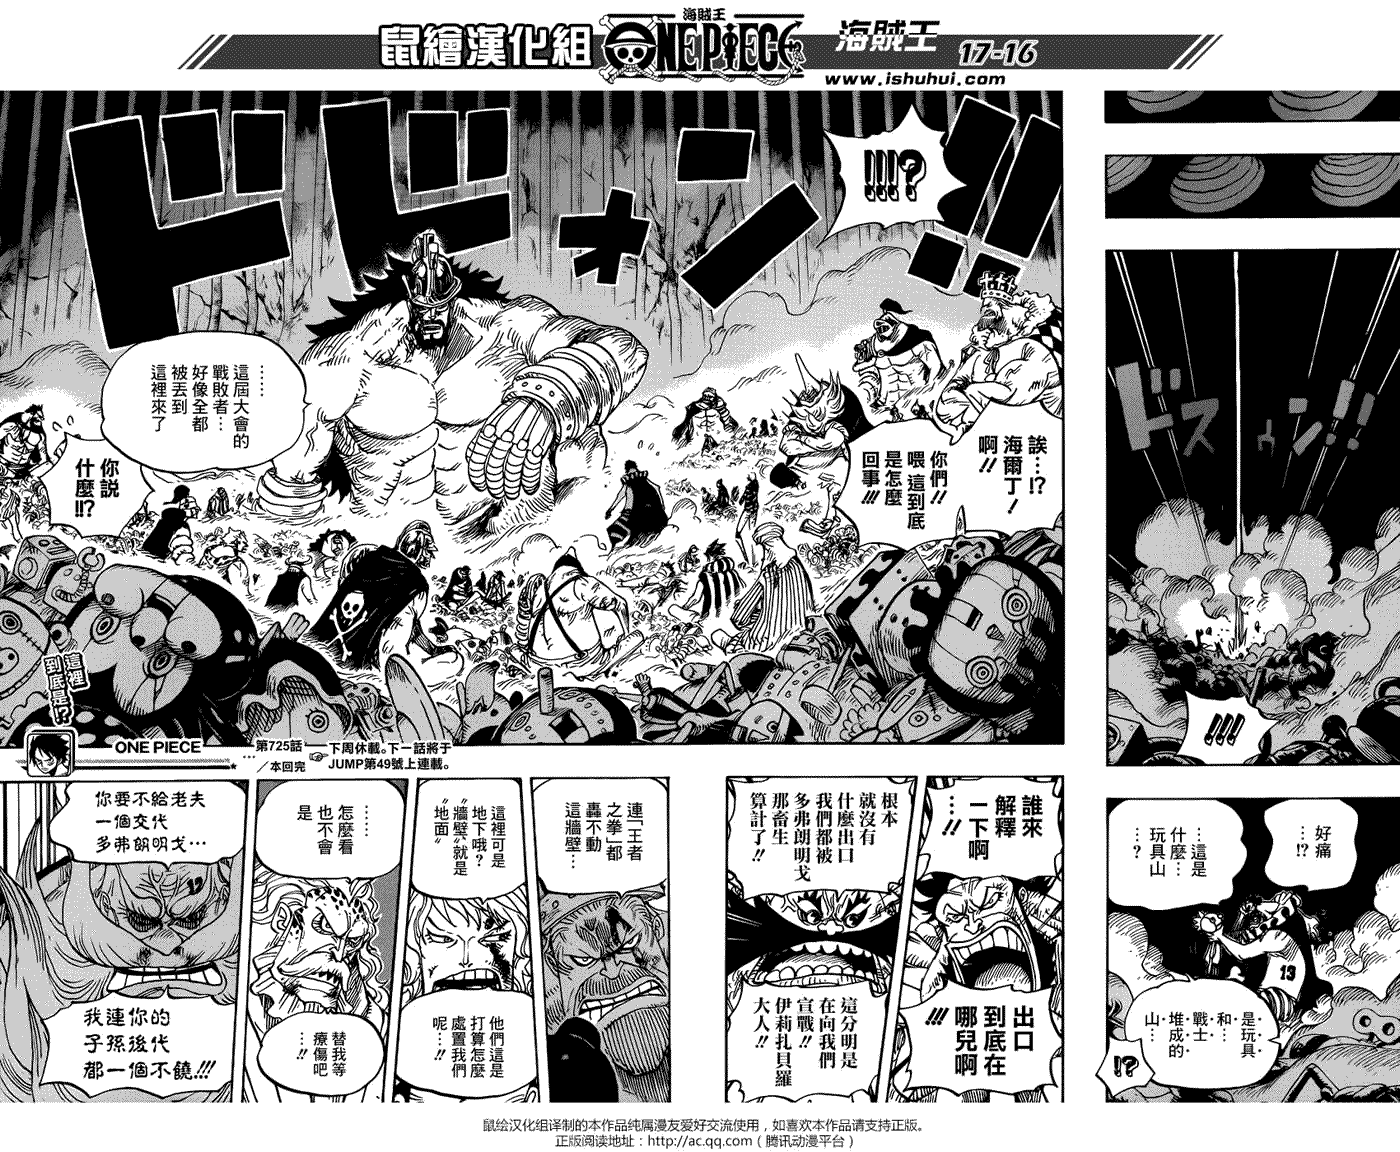 鼠繪漢化組
海賊王
ONE PIECE
海賊王
17-16
www.ishuhui.com
ドスゥン!!
!!!!
好痛
…!?
…這是
什麼…
玩具山
…?
是玩具
和…
戰士
堆成的
山…
!?
ドドォン!!
!!!?
誒…!?
海爾丁!
啊!!
你們!!
喂 這到底
是怎麼
回事!!!
……
這屆大會的
戰敗者…
好像全都
被丟到
這裡來了
你說
什麼!!?
這裡
到底是!?
ONE PIECE
第725話
…／本回完
下周休載。下一話將于
JUMP第49號上連載。
誰來
解釋
一下啊
…!!
出口
到底在
哪兒啊
!!!
根本
就沒有
什麼出口
我們都被
多弗朗明戈
那畜生
算計了!!
這分明是
在向我們
宣戰!!
伊莉扎貝羅
大人!!
連「王者
之拳」都
轟不動
這牆壁…
這裡可是
地下哦?
“牆壁”就是
“地面”
他們這是
打算怎麼
處置我們
呢…!!
……
怎麼看
也不會
是
替我等
療傷吧
…!!
你要不給老夫
一個交代
多弗朗明戈…
12
我連你的
子孫後代
都一個不饒!!!
13
鼠绘汉化组译制的本作品纯属漫友爱好交流使用，如喜欢本作品请支持正版。
正版阅读地址：http://ac.qq.com（腾讯动漫平台）